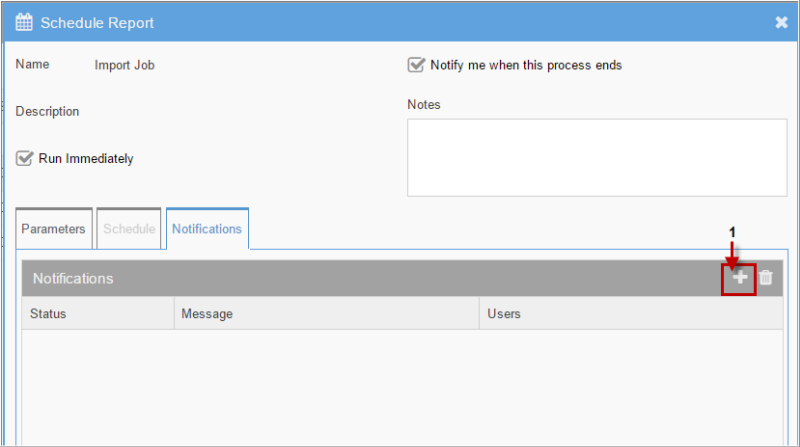 Schedule Report
Name Import Job
Notify me when this process ends
Description
Notes
Run Immediately
Parameters Schedule Notifications
1
Notifications
Status Message Users